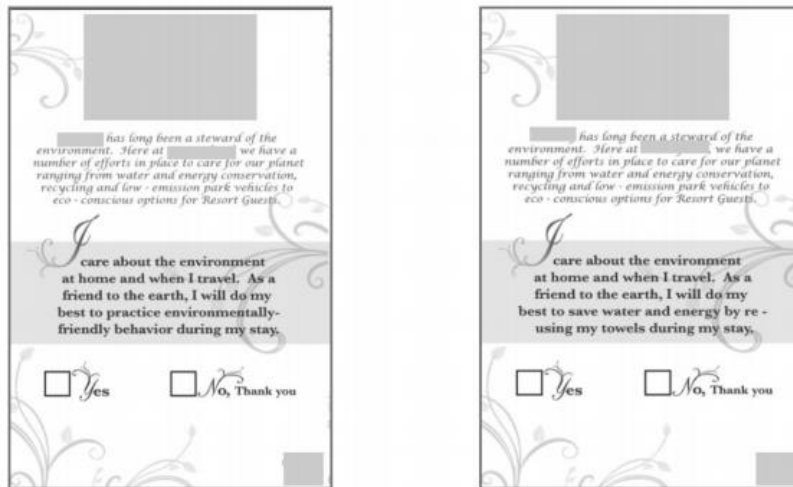 has long been a steward of the
environment. Here at we have a
number of efforts in place to care for our planet
ranging from water and energy conservation,
recycling and low - emission park vehicles to
eco - conscious options for Resort Guests.
I
care about the environment
at home and when I travel. As a
friend to the earth, I will do my
best to practice environmentally-
friendly behavior during my stay.
Yes No, Thank you
has long been a steward of the
environment. Here at we have a
number of efforts in place to care for our planet
ranging from water and energy conservation,
recycling and low - emission park vehicles to
eco - conscious options for Resort Guests.
I
care about the environment
at home and when I travel. As a
friend to the earth, I will do my
best to save water and energy by re -
using my towels during my stay.
Yes No, Thank you